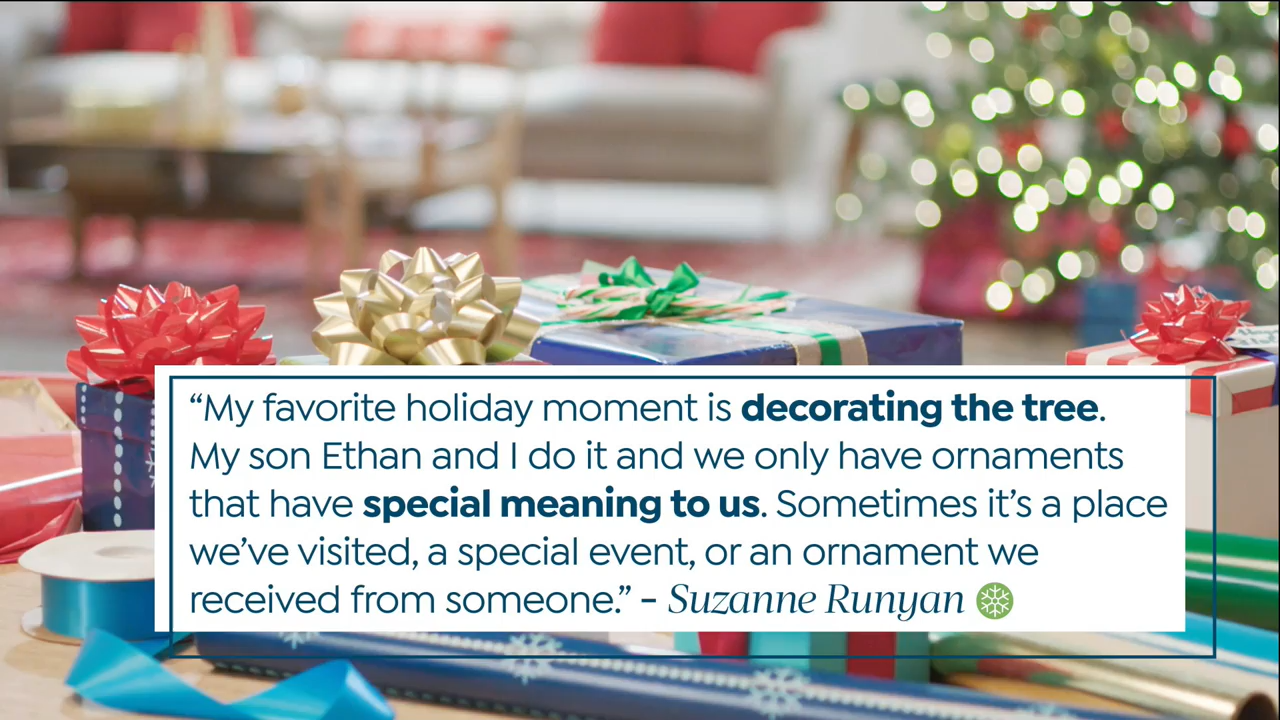 “My favorite holiday moment is decorating the tree.
My son Ethan and I do it and we only have ornaments
that have special meaning to us. Sometimes it’s a place
we’ve visited, a special event, or an ornament we
received from someone.” - Suzanne Runyan